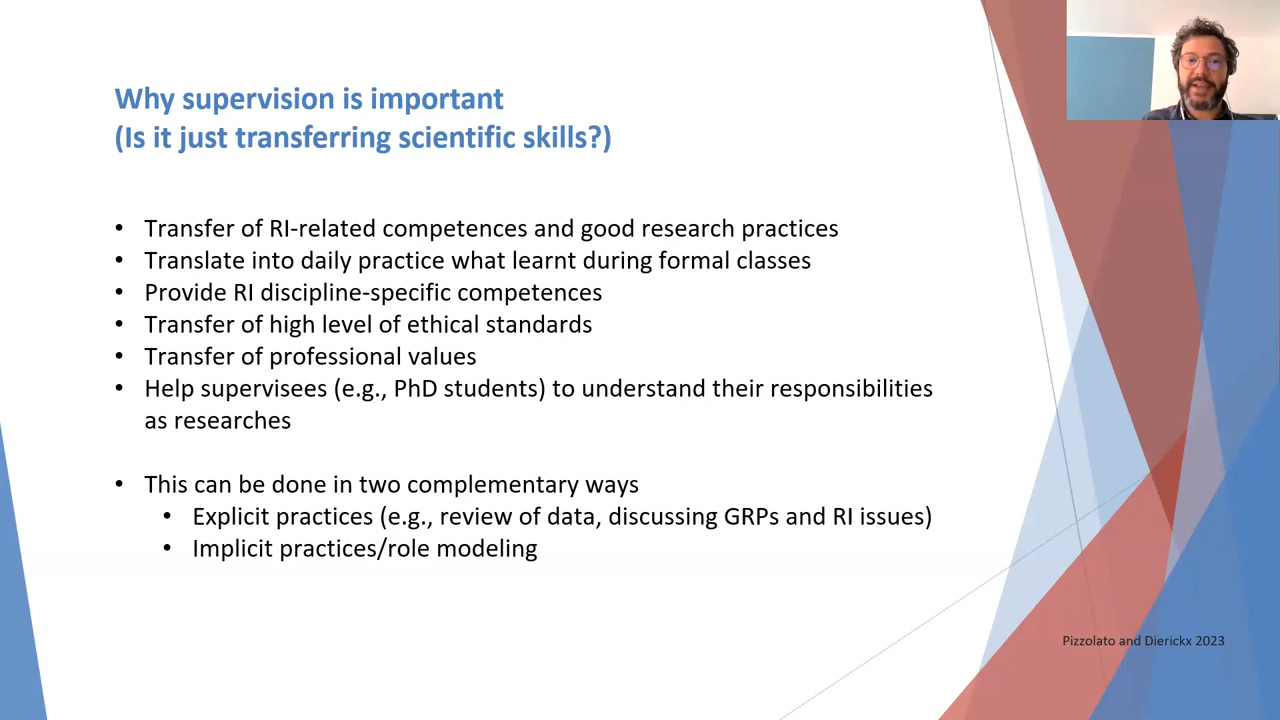 Why supervision is important
(Is it just transferring scientific skills?)
• Transfer of RI-related competences and good research practices
• Translate into daily practice what learnt during formal classes
• Provide RI discipline-specific competences
• Transfer of high level of ethical standards
• Transfer of professional values
• Help supervisees (e.g., PhD students) to understand their responsibilities
as researches
• This can be done in two complementary ways
• Explicit practices (e.g., review of data, discussing GRPs and RI issues)
• Implicit practices/role modeling
Pizzolato and Dierickx 2023